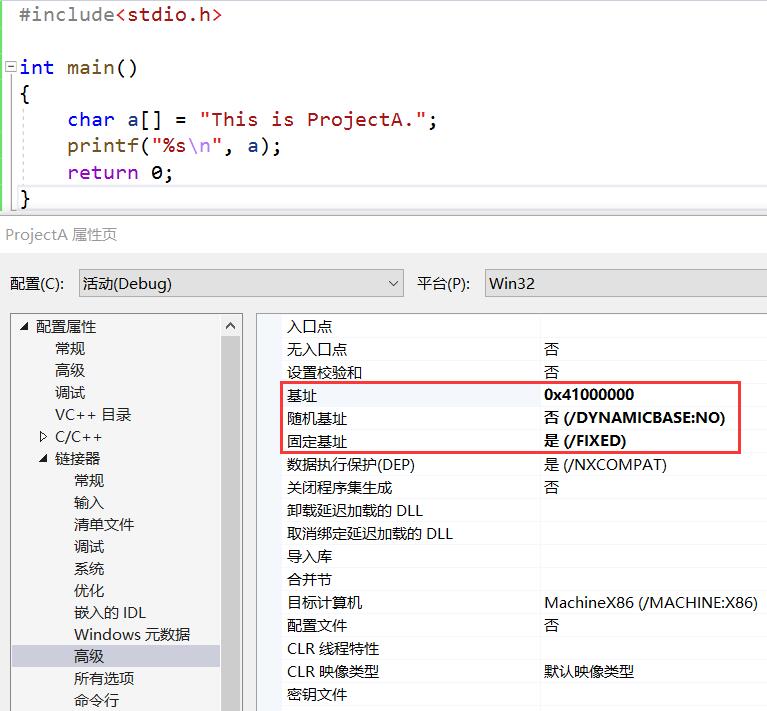 #include<stdio.h>
int main()
{
char a[] = "This is ProjectA.";
printf("%s\n", a);
return 0;
}
ProjectA 属性页
配置(C): 活动(Debug) 平台(P): Win32
配置属性
常规
高级
调试
VC++ 目录
C/C++
链接器
常规
输入
清单文件
调试
系统
优化
嵌入的 IDL
Windows 元数据
高级
所有选项
命令行
入口点
无入口点 否
设置校验和 否
基址 0x41000000
随机基址 否 (/DYNAMICBASE:NO)
固定基址 是 (/FIXED)
数据执行保护(DEP) 是 (/NXCOMPAT)
关闭程序集生成 否
卸载延迟加载的 DLL
取消绑定延迟加载的 DLL
导入库
合并节
目标计算机 MachineX86 (/MACHINE:X86)
配置文件 否
CLR 线程特性
CLR 映像类型 默认映像类型
密钥文件